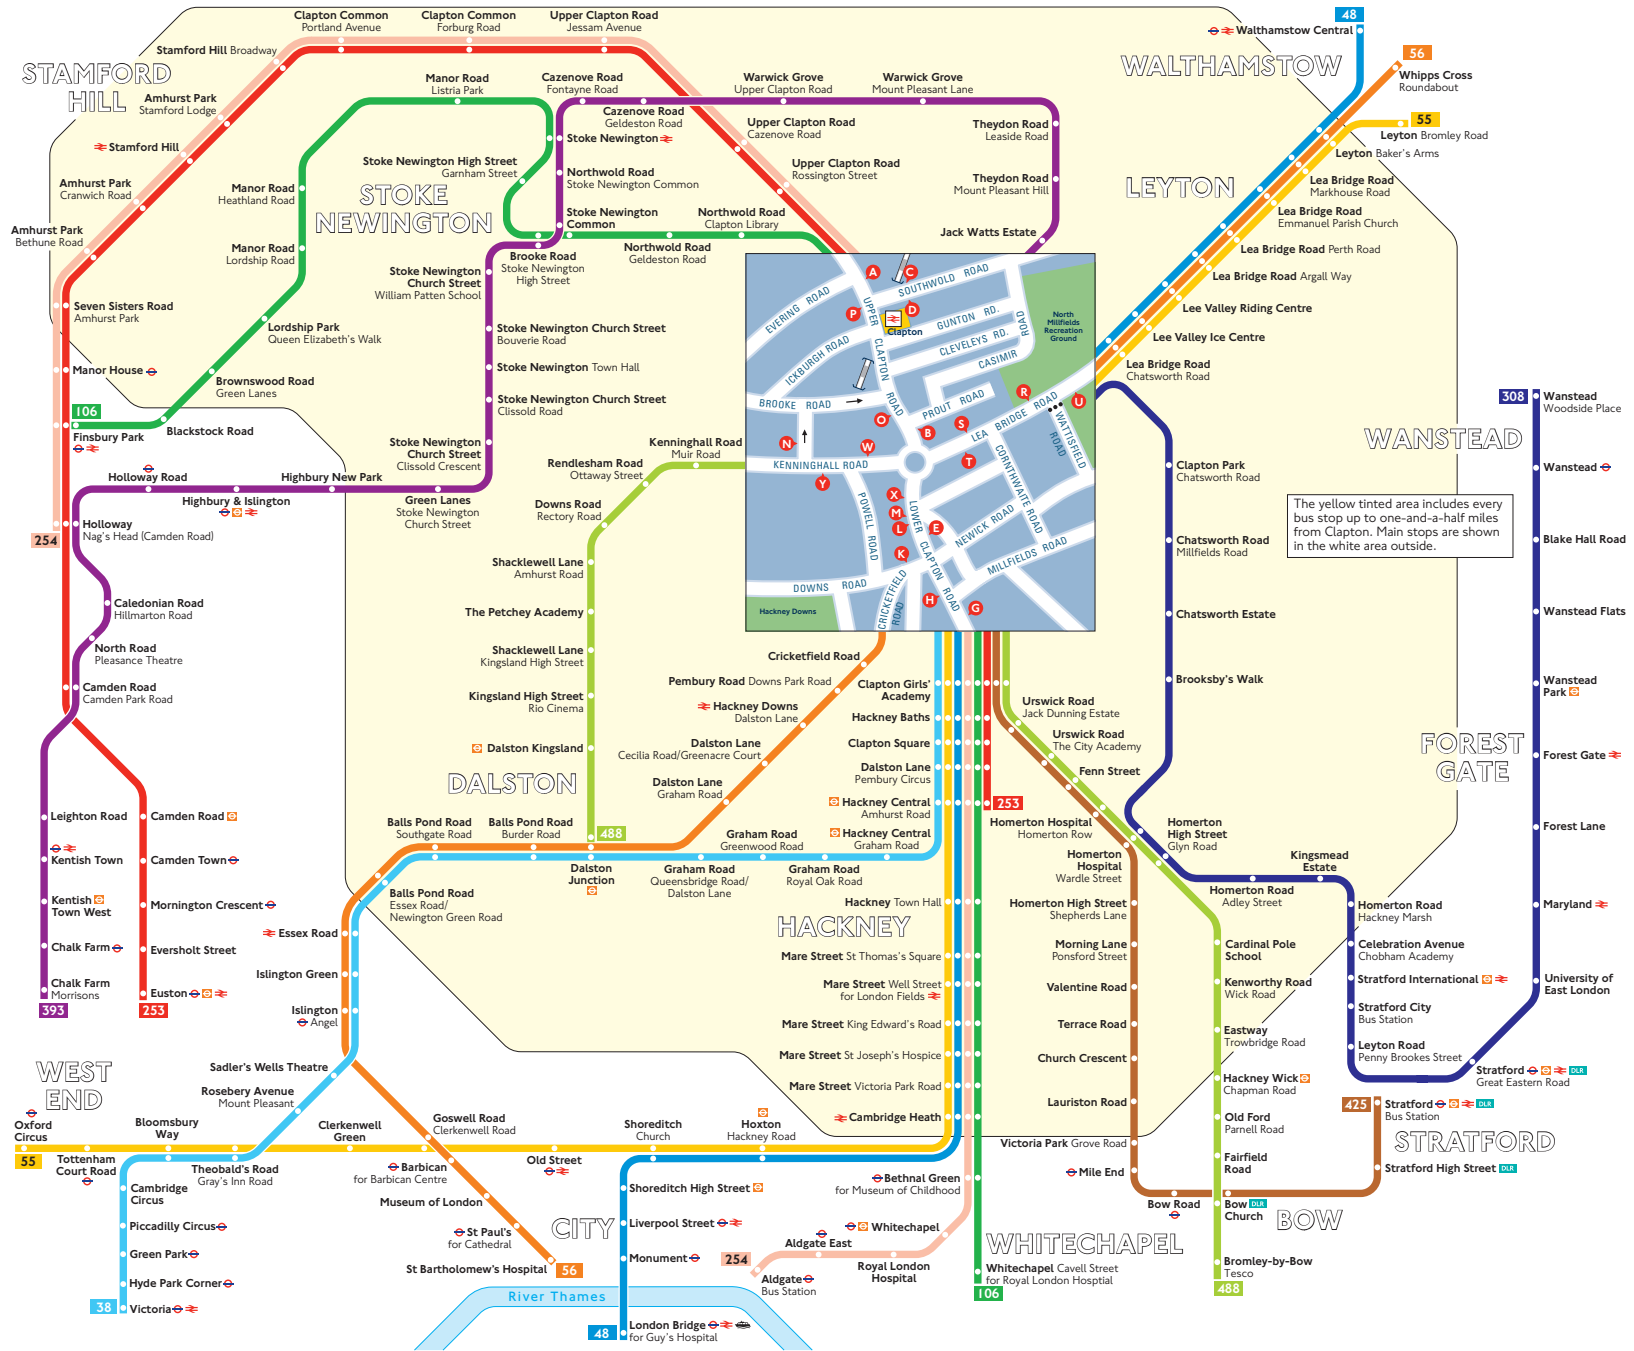 48
Walthamstow Central
56
Whipps Cross
Roundabout
55
Leyton Bromley Road
Leyton Baker's Arms
WALTHAMSTOW
LEYTON
Lea Bridge Road
Markhouse Road
Lea Bridge Road
Emmanuel Parish Church
Lea Bridge Road Perth Road
Lea Bridge Road Argall Way
Lee Valley Riding Centre
Lee Valley Ice Centre
Lea Bridge Road
Chatsworth Road
STAMFORD
HILL
Clapton Common
Portland Avenue
Clapton Common
Forburg Road
Upper Clapton Road
Jessam Avenue
Stamford Hill Broadway
Amhurst Park
Stamford Lodge
Stamford Hill
Amhurst Park
Cranwich Road
Amhurst Park
Bethune Road
Seven Sisters Road
Amhurst Park
Manor House
106
Finsbury Park
Blackstock Road
Brownswood Road
Green Lanes
Lordship Park
Queen Elizabeth's Walk
Manor Road
Lordship Road
Manor Road
Heathland Road
Manor Road
Listria Park
Stoke Newington High Street
Garnham Street
STOKE
NEWINGTON
Cazenove Road
Fontayne Road
Cazenove Road
Geldeston Road
Stoke Newington
Northwold Road
Stoke Newington Common
Stoke Newington
Common
Northwold Road
Clapton Library
Northwold Road
Geldeston Road
Brooke Road
Stoke Newington
High Street
Warwick Grove
Upper Clapton Road
Warwick Grove
Mount Pleasant Lane
Upper Clapton Road
Cazenove Road
Upper Clapton Road
Rossington Street
Theydon Road
Leaside Road
Theydon Road
Mount Pleasant Hill
Jack Watts Estate
Stoke Newington
Church Street
William Patten School
Stoke Newington Church Street
Bouverie Road
Stoke Newington Town Hall
Stoke Newington Church Street
Clissold Road
Stoke Newington
Church Street
Clissold Crescent
Green Lanes
Stoke Newington
Church Street
Highbury New Park
Highbury & Islington
Holloway Road
Holloway
Nag's Head (Camden Road)
254
Caledonian Road
Hillmarton Road
North Road
Pleasance Theatre
Camden Road
Camden Park Road
Leighton Road
Kentish Town
Kentish
Town West
Chalk Farm
Chalk Farm
Morrisons
393
Camden Road
Camden Town
Mornington Crescent
Eversholt Street
Euston
253
Kenninghall Road
Muir Road
Rendlesham Road
Ottaway Street
Downs Road
Rectory Road
Shacklewell Lane
Amhurst Road
The Petchey Academy
Shacklewell Lane
Kingsland High Street
Kingsland High Street
Rio Cinema
Dalston Kingsland
DALSTON
488
Dalston
Junction
EVERING ROAD
UPPER CLAPTON ROAD
SOUTHWOLD ROAD
GUNTON RD.
CLEVELEYS RD.
CASIMIR ROAD
ICKBURGH ROAD
BROOKE ROAD
PROUT ROAD
LEA BRIDGE ROAD
WATTISFIELD
ROAD
KENNINGHALL ROAD
CORNTHWAITE ROAD
POWELL ROAD
LOWER CLAPTON ROAD
NEWICK ROAD
MILLFIELDS ROAD
DOWNS ROAD
CRICKETFIELD
ROAD
Clapton
North
Millfields
Recreation
Ground
Hackney Downs
A
C
P
D
R
U
O
B
S
N
W
T
Y
X
M
L
E
K
H
G
Cricketfield Road
Pembury Road Downs Park Road
Hackney Downs
Dalston Lane
Dalston Lane
Cecilia Road/Greenacre Court
Dalston Lane
Graham Road
Balls Pond Road
Southgate Road
Balls Pond Road
Burder Road
Balls Pond Road
Essex Road/
Newington Green Road
Graham Road
Greenwood Road
Graham Road
Queensbridge Road/
Dalston Lane
Graham Road
Royal Oak Road
Hackney Central
Graham Road
Clapton Girls'
Academy
Hackney Baths
Clapton Square
Dalston Lane
Pembury Circus
Hackney Central
Amhurst Road
253
HACKNEY
Hackney Town Hall
Mare Street St Thomas's Square
Mare Street Well Street
for London Fields
Mare Street King Edward's Road
Mare Street St Joseph's Hospice
Mare Street Victoria Park Road
Cambridge Heath
Essex Road
Islington Green
Islington
Angel
Sadler's Wells Theatre
Rosebery Avenue
Mount Pleasant
WEST
END
Oxford
Circus
55
Tottenham
Court Road
Bloomsbury
Way
Theobald's Road
Gray's Inn Road
Clerkenwell
Green
Goswell Road
Clerkenwell Road
Barbican
for Barbican Centre
Museum of London
St Paul's
for Cathedral
St Bartholomew's Hospital
56
Old Street
Shoreditch
Church
Hoxton
Hackney Road
Cambridge
Circus
Piccadilly Circus
Green Park
Hyde Park Corner
38
Victoria
CITY
Shoreditch High Street
Liverpool Street
Monument
River Thames
48
London Bridge
for Guy's Hospital
Bethnal Green
for Museum of Childhood
Whitechapel
Aldgate East
Royal London
Hospital
254
Aldgate
Bus Station
WHITECHAPEL
Whitechapel Cavell Street
for Royal London Hosptial
106
Urswick Road
Jack Dunning Estate
Urswick Road
The City Academy
Fenn Street
Homerton Hospital
Homerton Row
Homerton
Hospital
Wardle Street
Homerton High Street
Shepherds Lane
Morning Lane
Ponsford Street
Valentine Road
Terrace Road
Church Crescent
Lauriston Road
Victoria Park Grove Road
Mile End
Bow Road
Bow DLR
Church
BOW
Bromley-by-Bow
Tesco
488
Homerton
High Street
Glyn Road
Cardinal Pole
School
Kenworthy Road
Wick Road
Eastway
Trowbridge Road
Hackney Wick
Chapman Road
Old Ford
Parnell Road
Fairfield
Road
Clapton Park
Chatsworth Road
Chatsworth Road
Millfields Road
Chatsworth Estate
Brooksby's Walk
Homerton Road
Adley Street
Kingsmead
Estate
Homerton Road
Hackney Marsh
Celebration Avenue
Chobham Academy
Stratford International
Stratford City
Bus Station
Leyton Road
Penny Brookes Street
Stratford DLR
Great Eastern Road
425
Stratford DLR
Bus Station
STRATFORD
Stratford High Street DLR
308
Wanstead
Woodside Place
WANSTEAD
Wanstead
Blake Hall Road
Wanstead Flats
Wanstead
Park
FOREST
GATE
Forest Gate
Forest Lane
Maryland
University of
East London
The yellow tinted area includes every
bus stop up to one-and-a-half miles
from Clapton. Main stops are shown
in the white area outside.